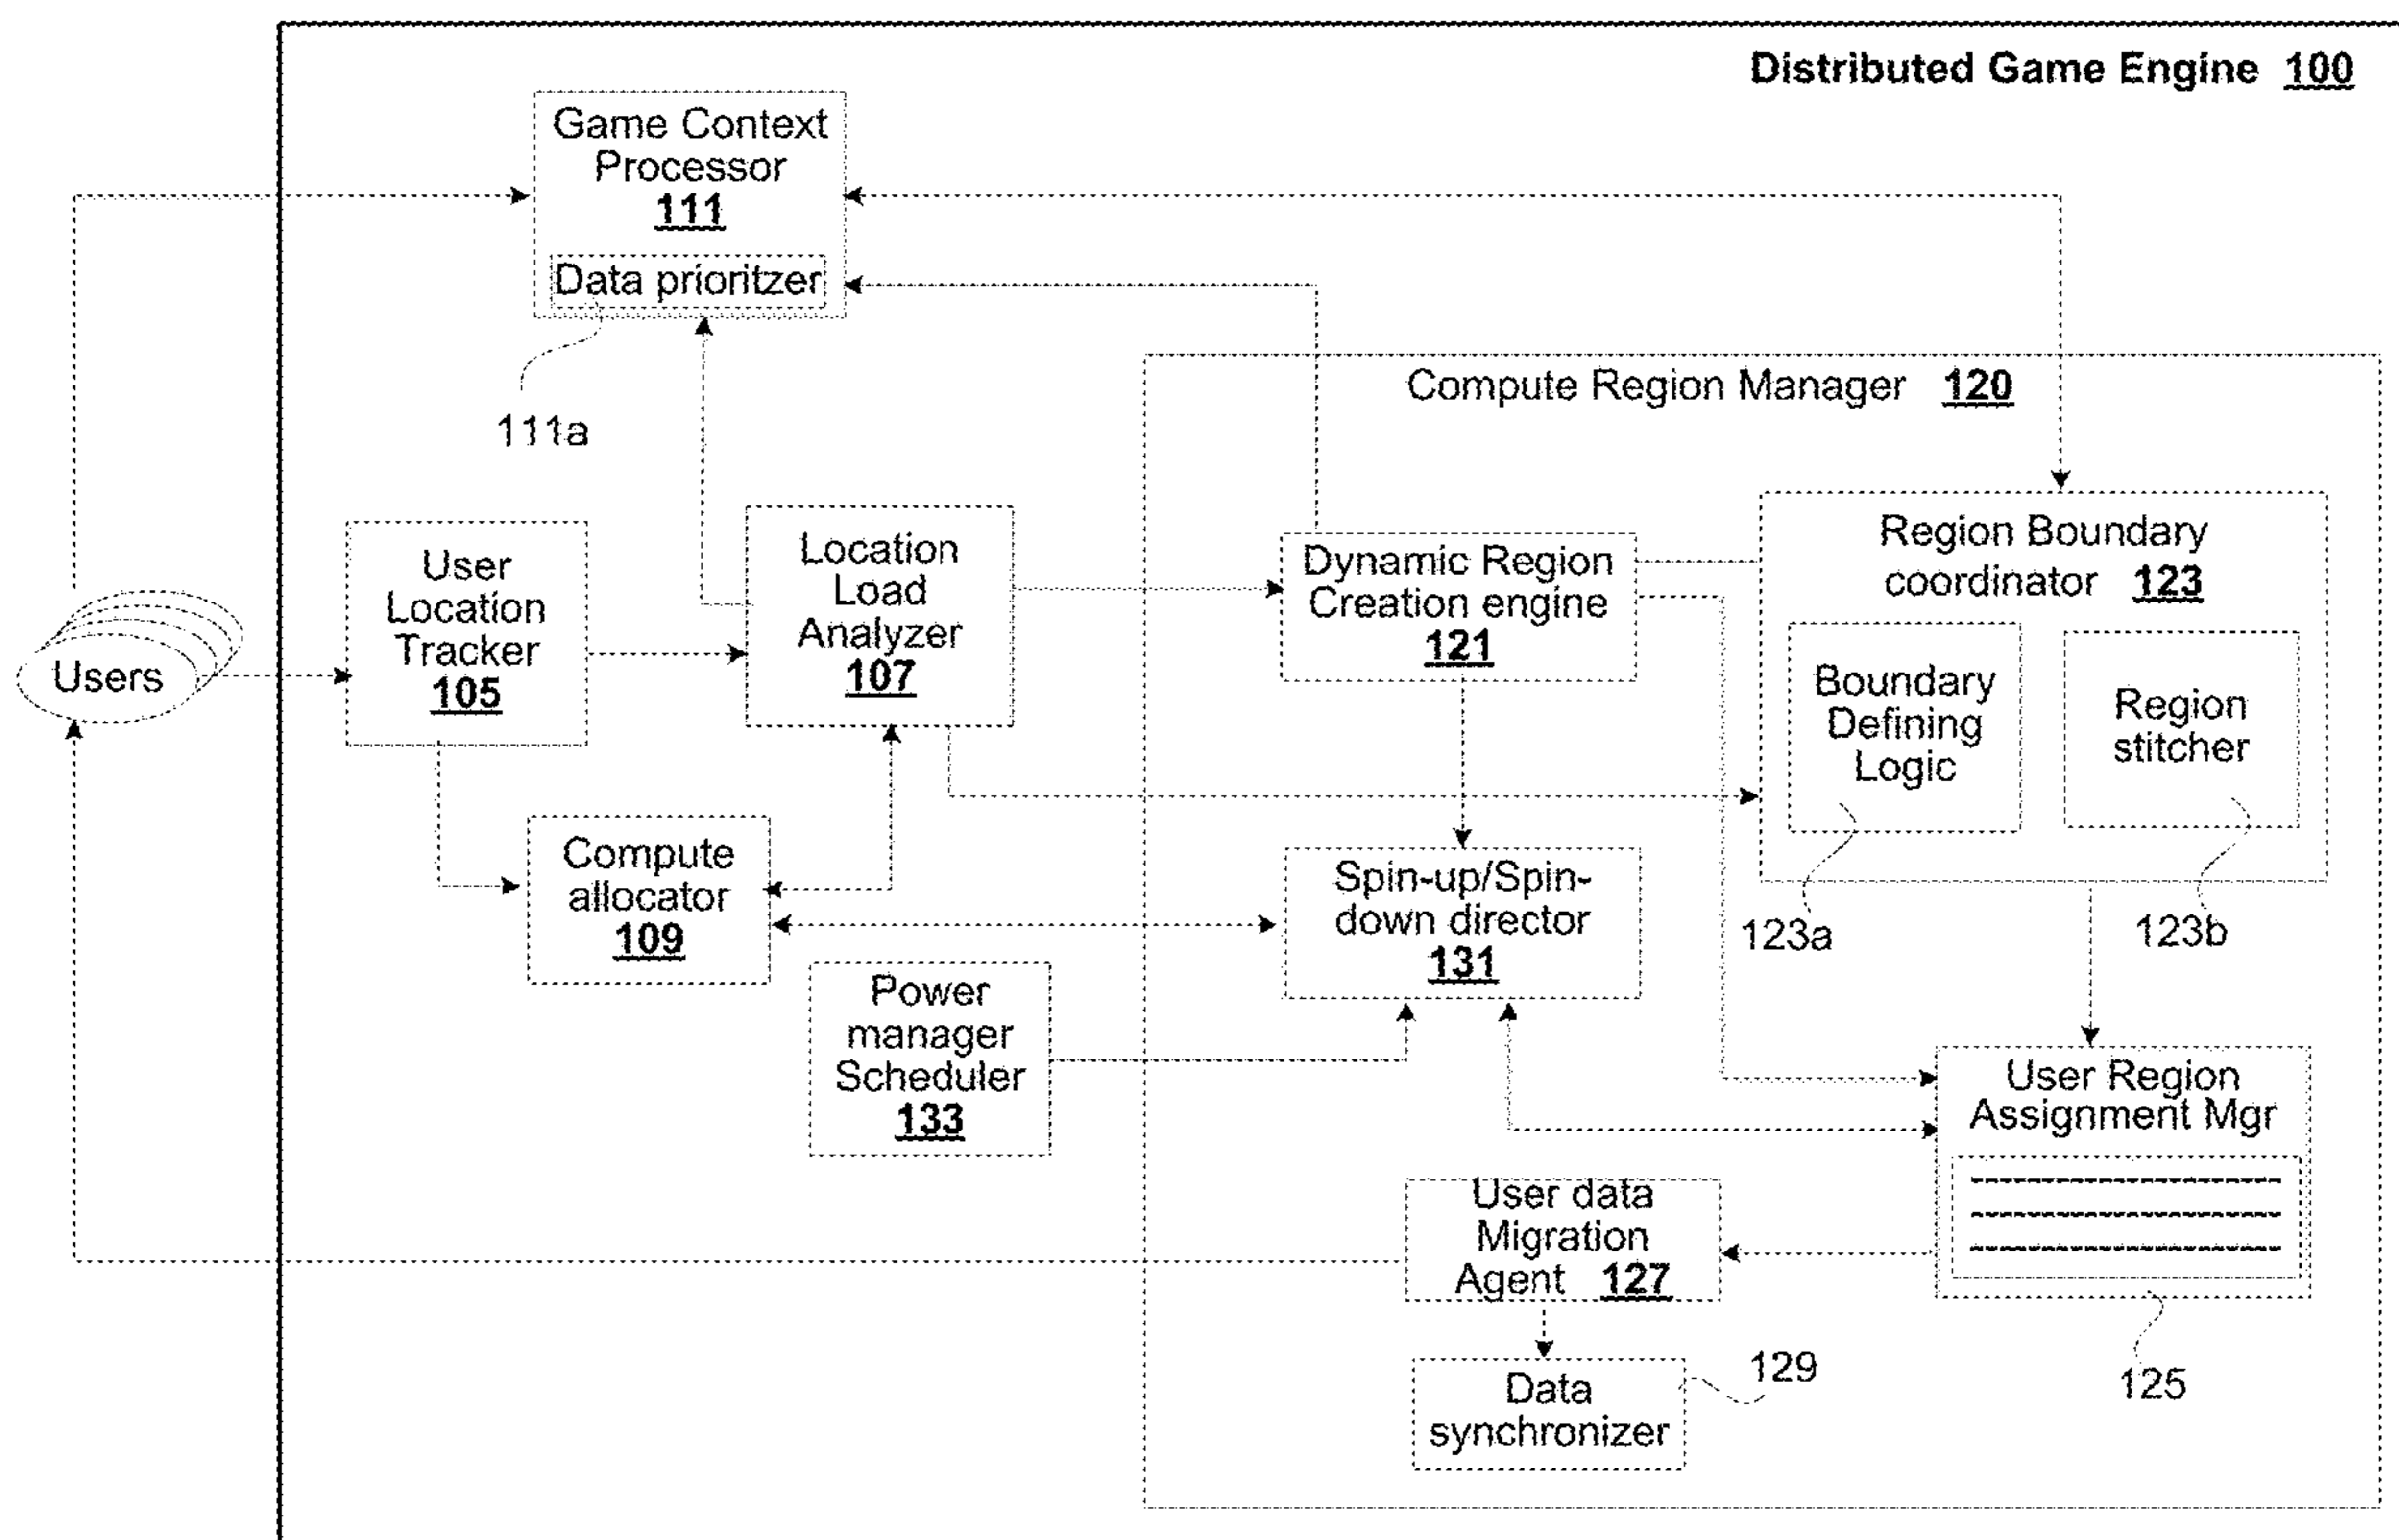 Distributed Game Engine 100
Game Context
Processor
111
Data prioritzer
111a
Compute Region Manager 120
Users
User
Location
Tracker
105
Location
Load
Analyzer
107
Dynamic Region
Creation engine
121
Region Boundary
coordinator 123
Boundary
Defining
Logic
Region
stitcher
123a
123b
Compute
allocator
109
Spin-up/Spin-
down director
131
Power
manager
Scheduler
133
User Region
Assignment Mgr
125
User data
Migration
Agent 127
Data
synchronizer
129